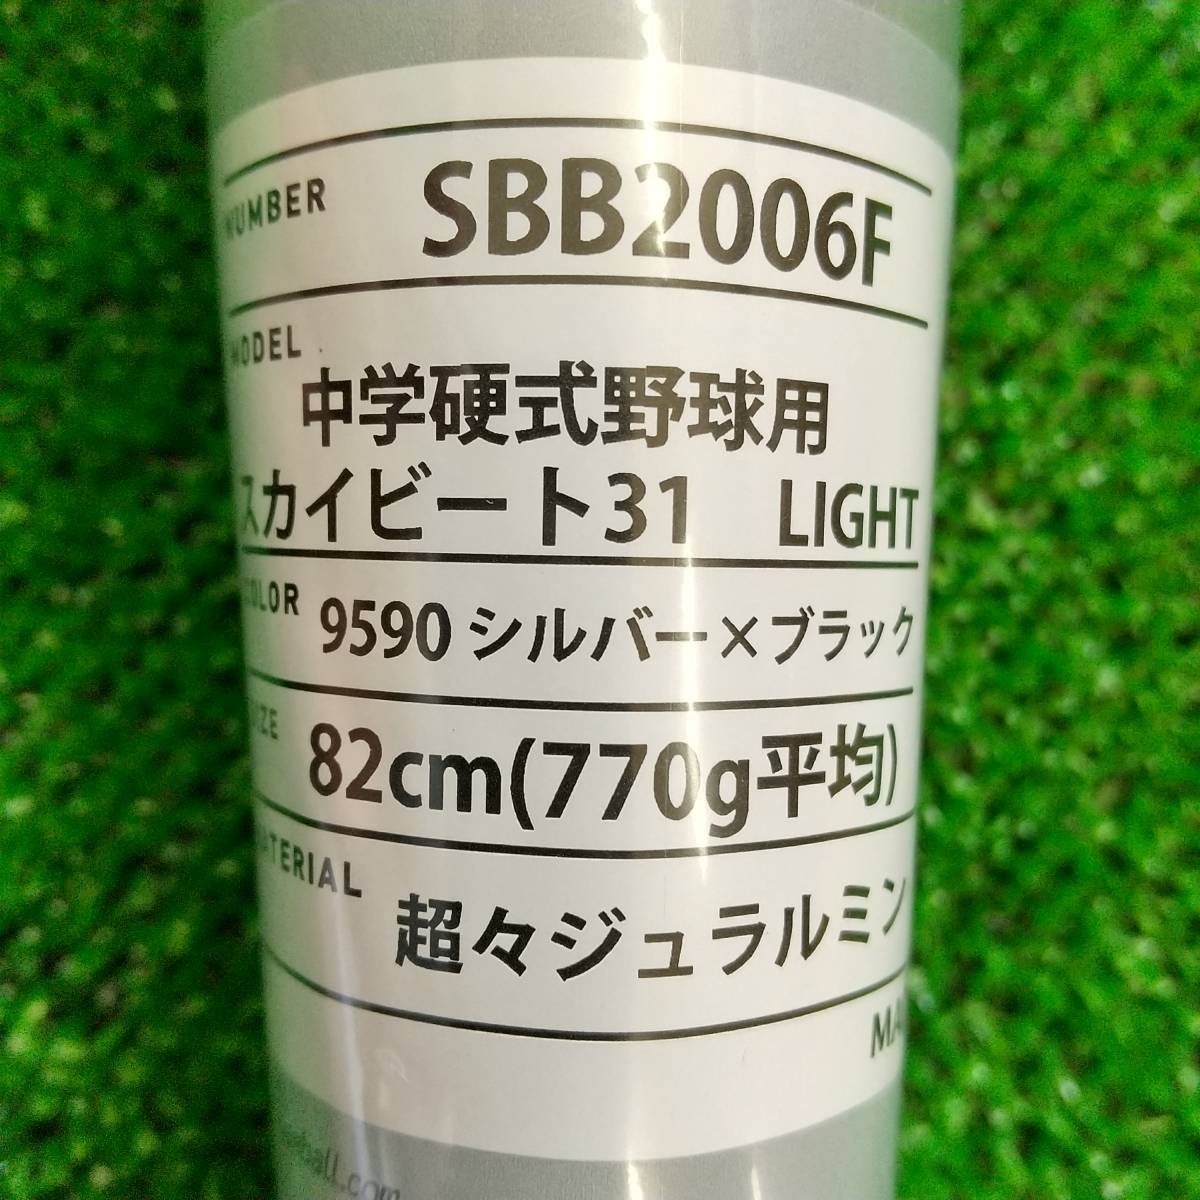 NUMBER
SBB2006F
MODEL
中学硬式野球用
スカイビート31 LIGHT
COLOR
9590 シルバー×ブラック
SIZE
82cm(770g平均)
MATERIAL
超々ジュラルミン